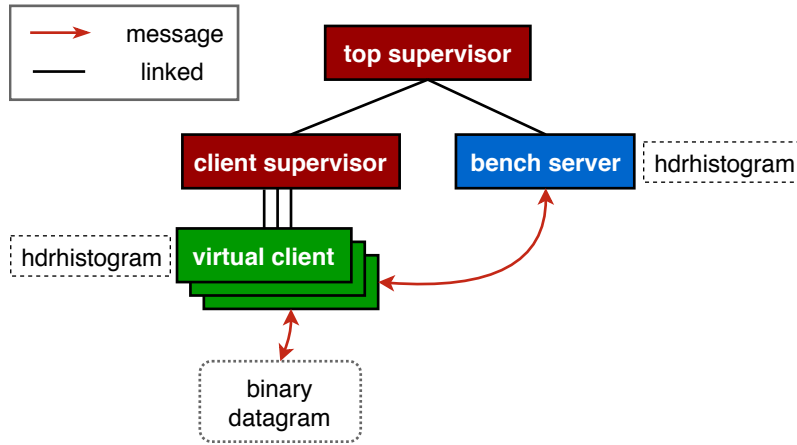 message
linked
top supervisor
client supervisor
bench server
hdrhistogram
hdrhistogram
virtual client
binary
datagram